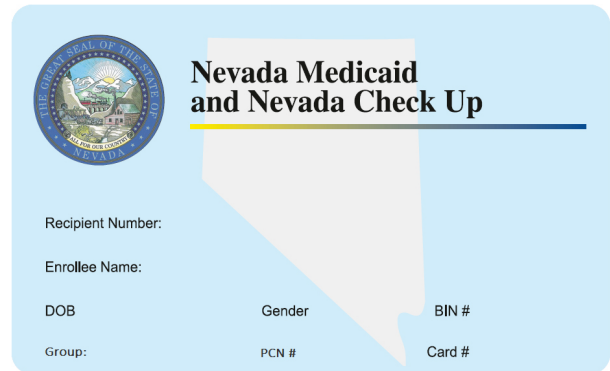 THE GREAT SEAL OF THE STATE OF NEVADA
ALL FOR OUR COUNTRY
Nevada Medicaid
and Nevada Check Up
Recipient Number:
Enrollee Name:
DOB Gender BIN #
Group: PCN # Card #